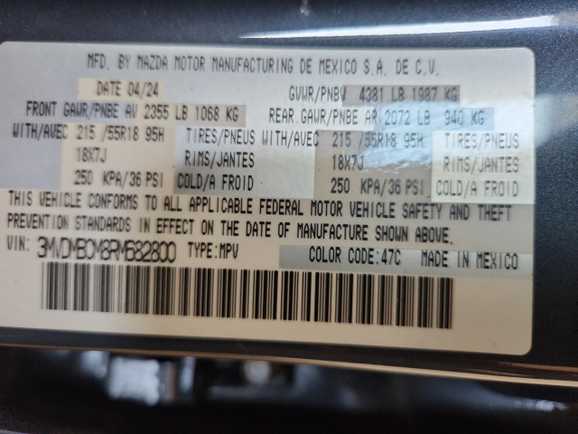 MFD. BY MAZDA MOTOR MANUFACTURING DE MEXICO S.A. DE C.V.
DATE 04/24 GVWR/PNBV 4381 LB 1987 KG
FRONT GAWR/PNBE AV 2355 LB 1068 KG REAR GAWR/PNBE AR 2072 LB 940 KG
WITH/AVEC 215 /55R18 95H TIRES/PNEUS WITH/AVEC 215 /55R18 95H TIRES/PNEUS
18X7J RIMS/JANTES 18X7J RIMS/JANTES
250 KPA/36 PSI COLD/A FROID 250 KPA/36 PSI COLD/A FROID
THIS VEHICLE CONFORMS TO ALL APPLICABLE FEDERAL MOTOR VEHICLE SAFETY AND THEFT
PREVENTION STANDARDS IN EFFECT ON THE DATE OF MANUFACTURE SHOWN ABOVE.
VIN: 3MVDMBCM8RM682800 TYPE:MPV COLOR CODE:47C MADE IN MEXICO